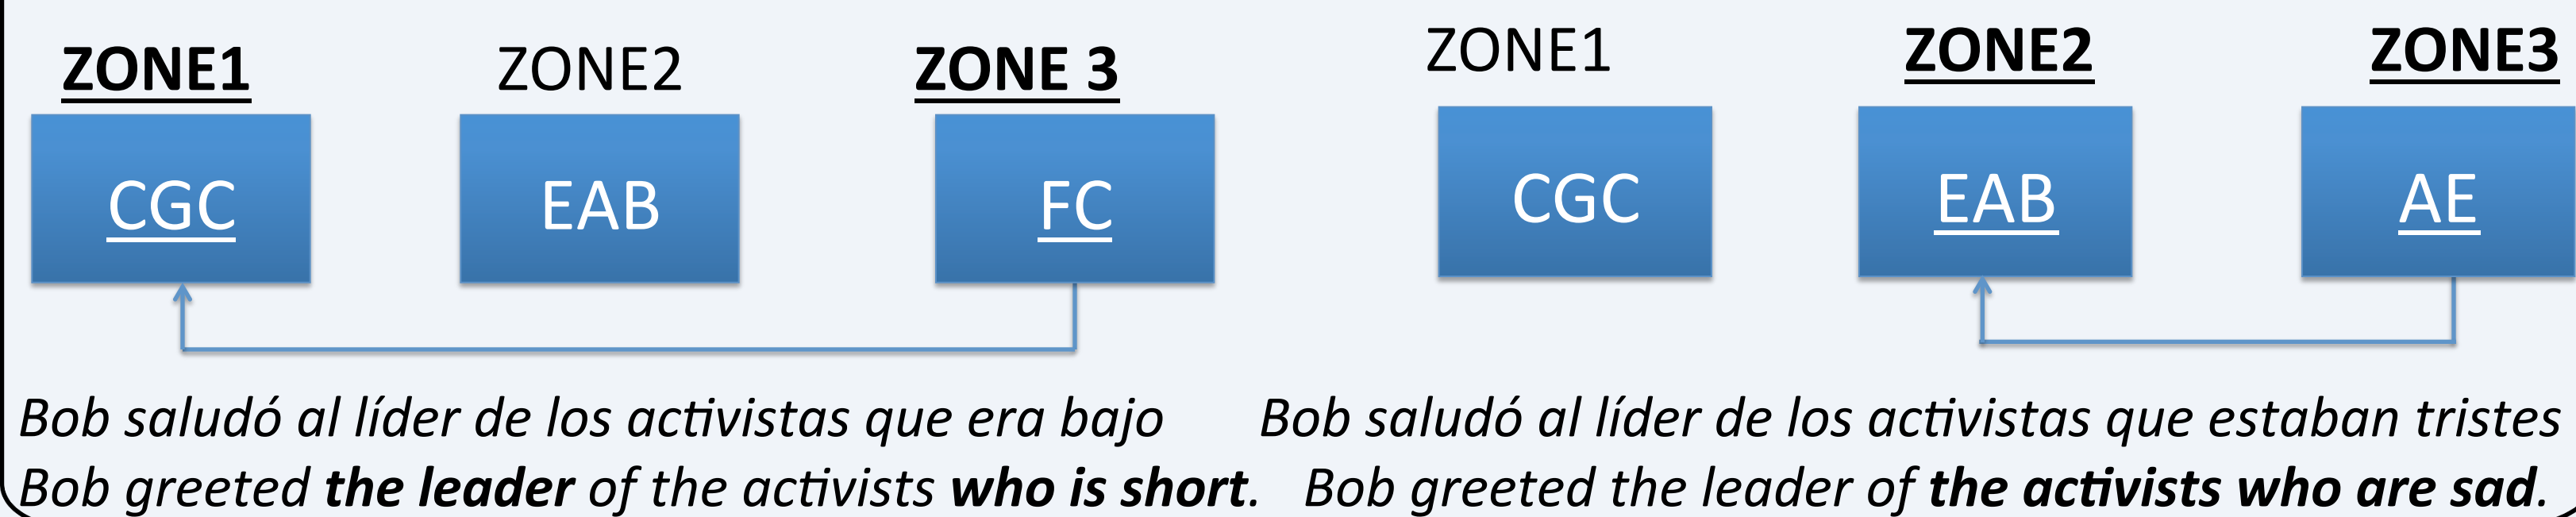 ZONE1 ZONE2 ZONE 3
CGC EAB FC
Bob saludó al líder de los activistas que era bajo
Bob greeted the leader of the activists who is short.
ZONE1 ZONE2 ZONE3
CGC EAB AE
Bob saludó al líder de los activistas que estaban tristes
Bob greeted the leader of the activists who are sad.